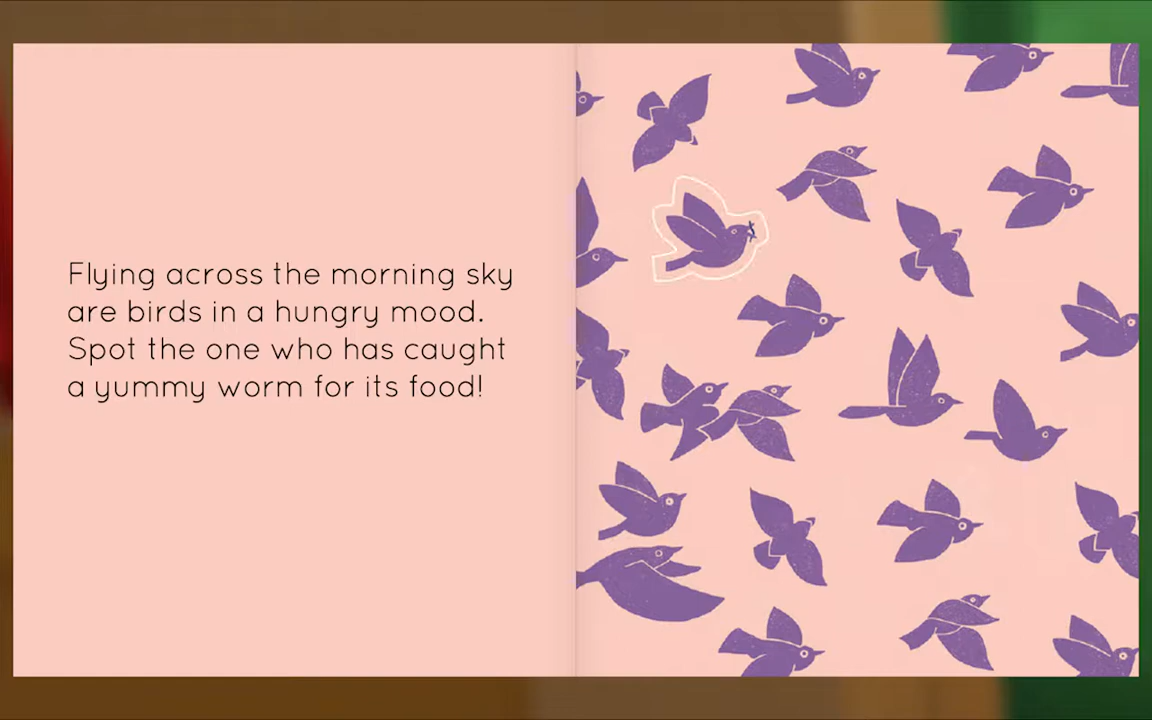 Flying across the morning sky
are birds in a hungry mood.
Spot the one who has caught
a yummy worm for its food!